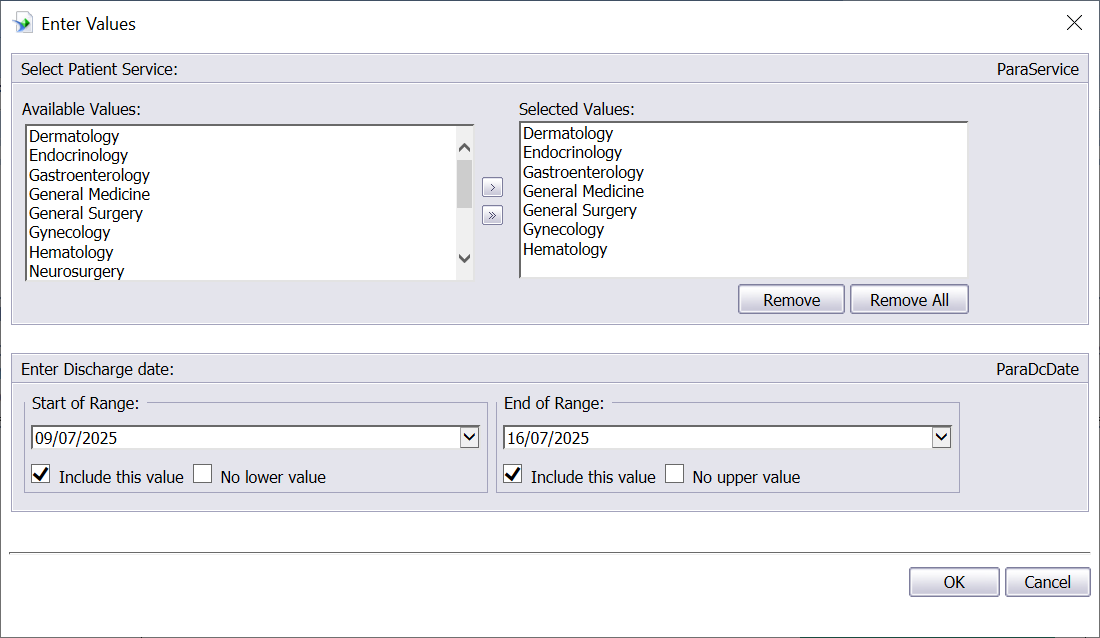 Enter Values
Select Patient Service: ParaService
Available Values:
Dermatology
Endocrinology
Gastroenterology
General Medicine
General Surgery
Gynecology
Hematology
Neurosurgery
>
»
Selected Values:
Dermatology
Endocrinology
Gastroenterology
General Medicine
General Surgery
Gynecology
Hematology
Remove Remove All
Enter Discharge date: ParaDcDate
Start of Range:
09/07/2025
Include this value No lower value
End of Range:
16/07/2025
Include this value No upper value
OK Cancel